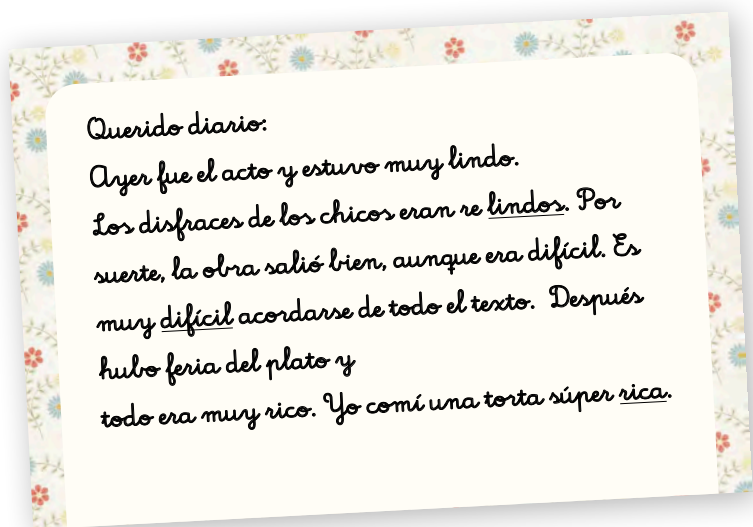 Querido diario:
Ayer fue el acto y estuvo muy lindo.
Los disfraces de los chicos eran re lindos. Por
suerte, la obra salió bien, aunque era difícil. Es
muy difícil acordarse de todo el texto. Después
hubo feria del plato y
todo era muy rico. Yo comí una torta súper rica.